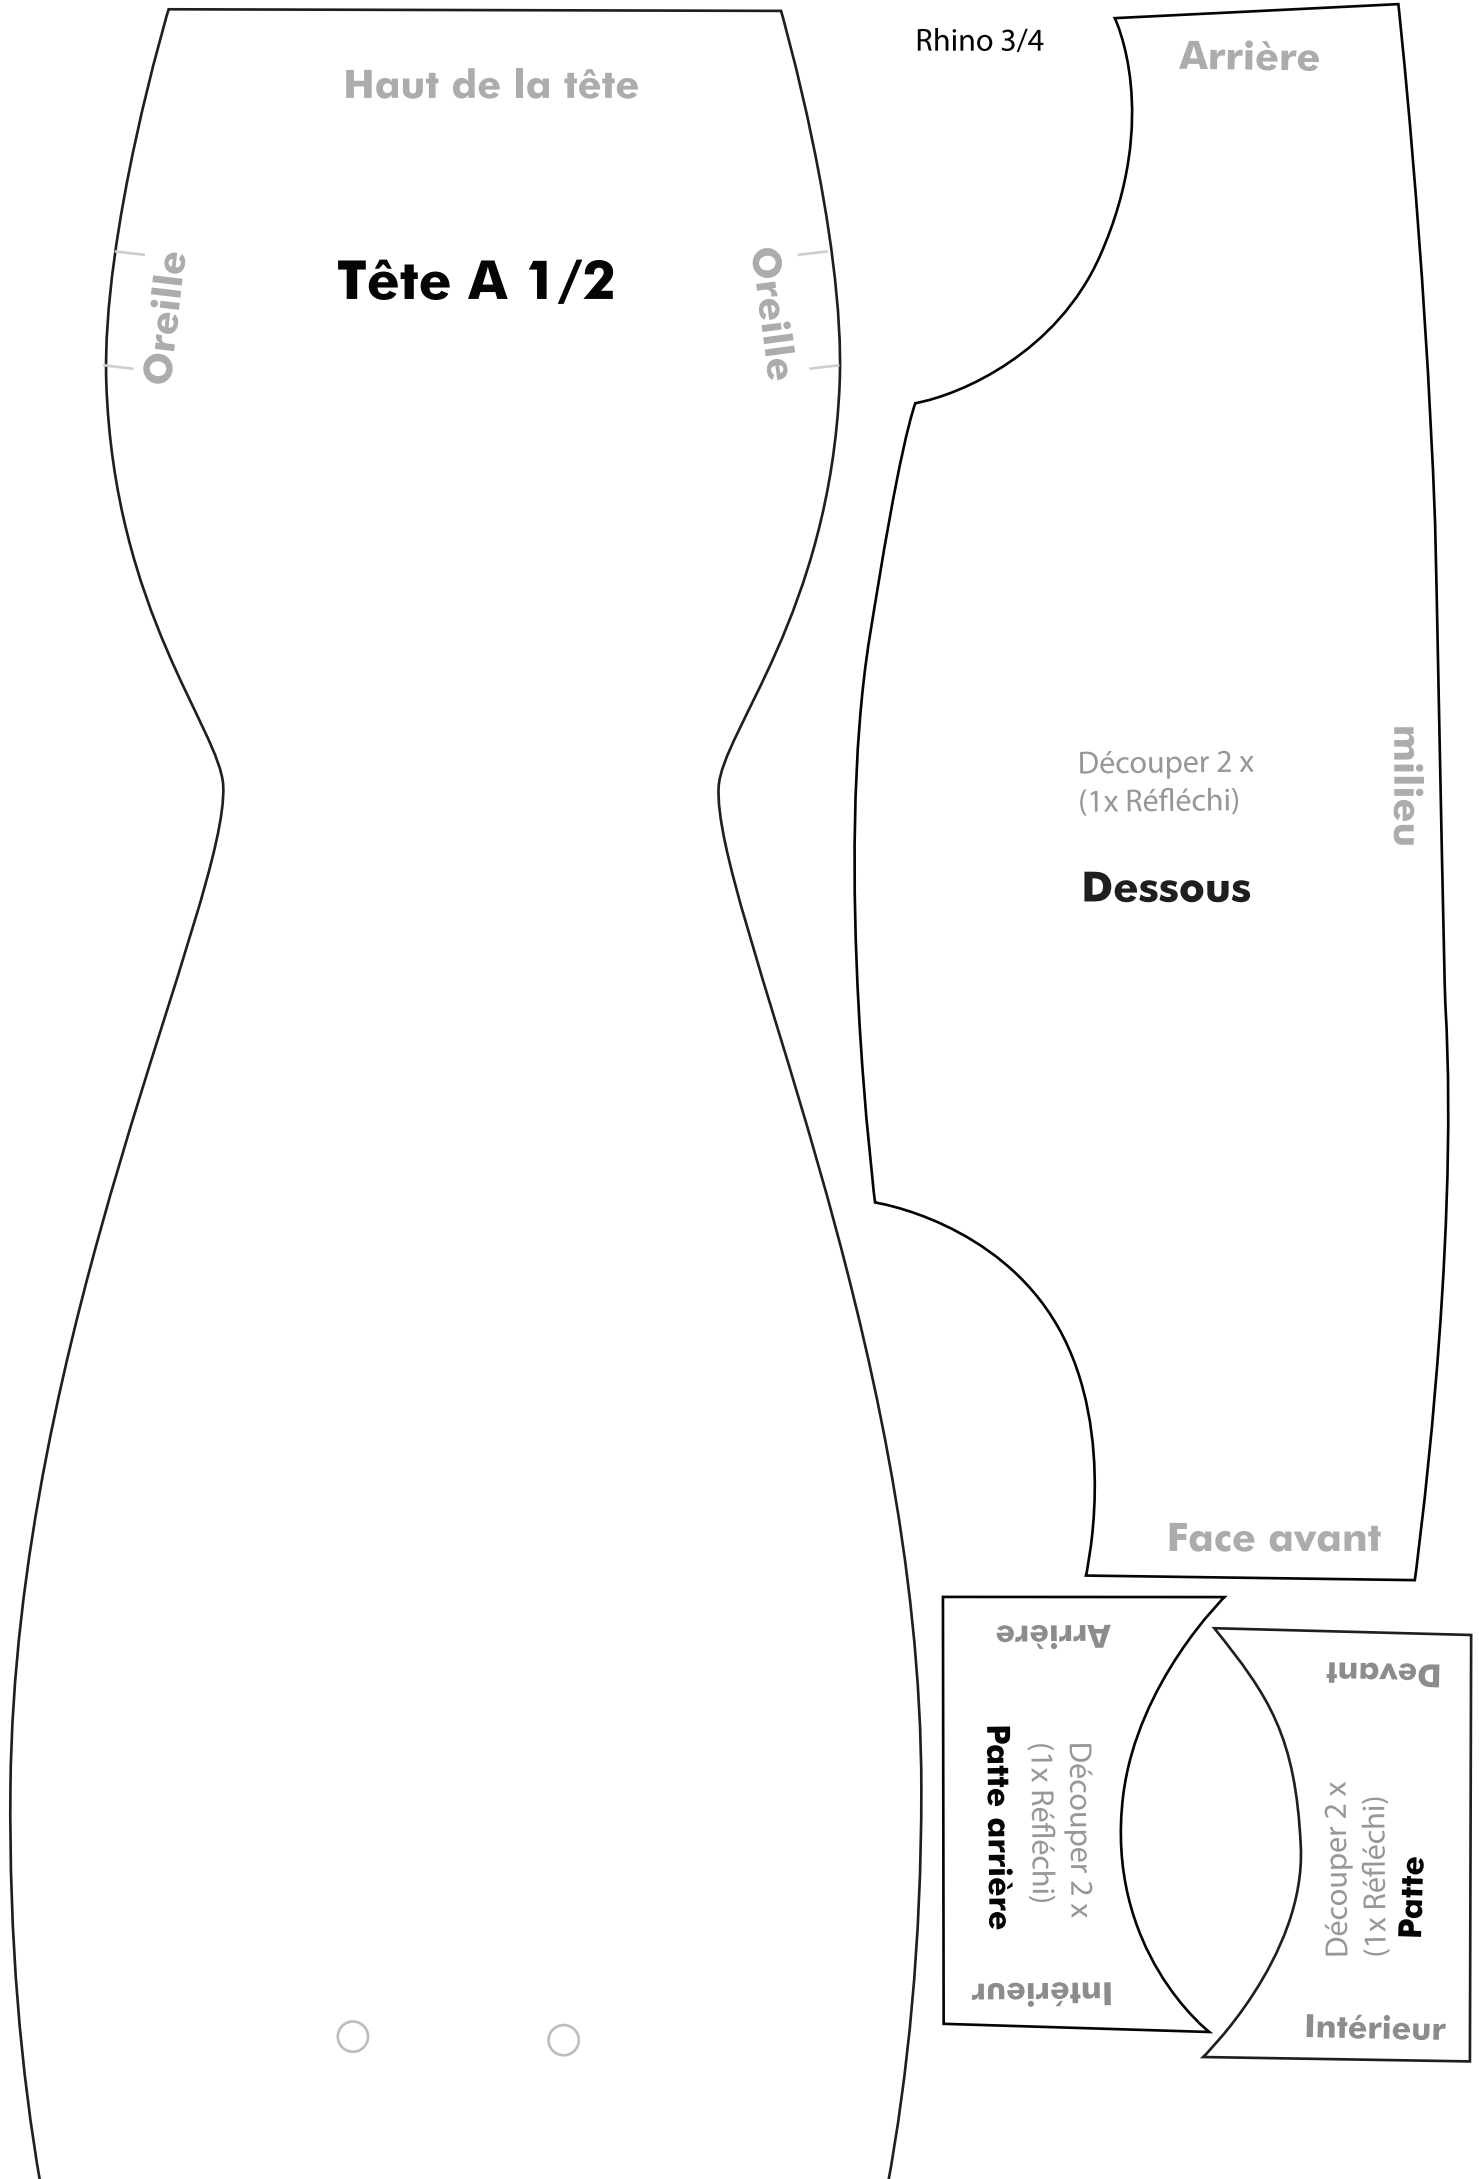 Rhino 3/4
Haut de la tête
Tête A 1/2
Oreille
Oreille
Arrière
Découper 2 x
(1x Réfléchi)
Dessous
milieu
Face avant
Arrière
Découper 2 x
(1x Réfléchi)
Patte arrière
Intérieur
Devant
Découper 2 x
(1x Réfléchi)
Patte
Intérieur